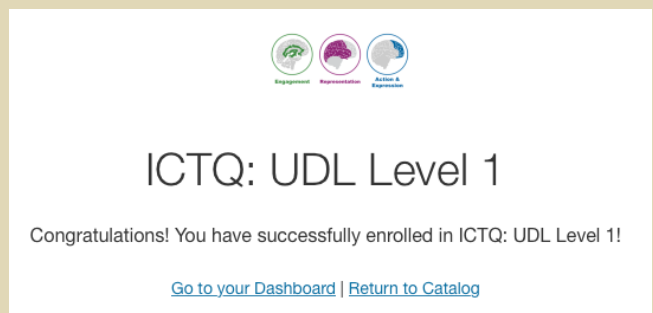 Engagement Representation Action &
Expression
ICTQ: UDL Level 1
Congratulations! You have successfully enrolled in ICTQ: UDL Level 1!
Go to your Dashboard | Return to Catalog